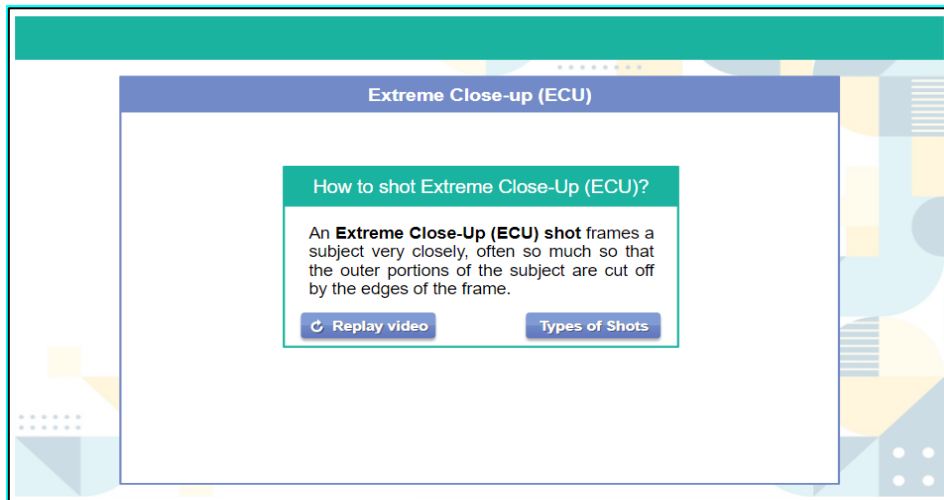 Extreme Close-up (ECU)
How to shot Extreme Close-Up (ECU)?
An Extreme Close-Up (ECU) shot frames a
subject very closely, often so much so that
the outer portions of the subject are cut off
by the edges of the frame.
Replay video
Types of Shots